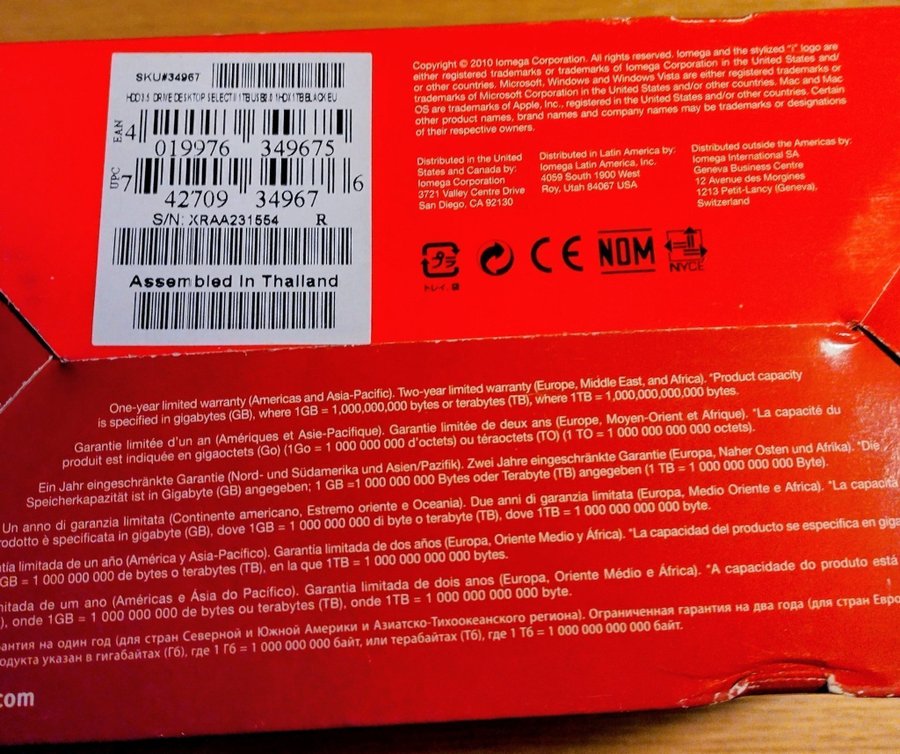 SKU#34967
HDD3.5 DRIVE DESKTOP SELECT II 1TB USB2.0 1HDX1TB BLACK EU
EAN 4
019976 349675
UPC 7 6
42709 34967
S/N: XRAA231554 R
Assembled in Thailand
Copyright © 2010 Iomega Corporation. All rights reserved. Iomega and the stylized "i" logo are
either registered trademarks or trademarks of Iomega Corporation in the United States and/
or other countries. Microsoft, Windows and Windows Vista are either registered trademarks or
trademarks of Microsoft Corporation in the United States and/or other countries. Mac and Mac
OS are trademarks of Apple, Inc., registered in the United States and/or other countries. Certain
other product names, brand names and company names may be trademarks or designations
of their respective owners.
Distributed in the United
States and Canada by:
Iomega Corporation
3721 Valley Centre Drive
San Diego, CA 92130
Distributed in Latin America by:
Iomega Latin America, Inc.
4059 South 1900 West
Roy, Utah 84067 USA
Distributed outside the Americas by:
Iomega International SA
Geneva Business Centre
12 Avenue des Morgines
1213 Petit-Lancy (Geneva),
Switzerland
プラ
トレイ, 袋
CE
NOM
NYCE
One-year limited warranty (Americas and Asia-Pacific). Two-year limited warranty (Europe, Middle East, and Africa). *Product capacity
is specified in gigabytes (GB), where 1GB = 1,000,000,000 bytes or terabytes (TB), where 1TB = 1,000,000,000,000 bytes.
Garantie limitée d'un an (Amériques et Asie-Pacifique). Garantie limitée de deux ans (Europe, Moyen-Orient et Afrique). *La capacité du
produit est indiquée en gigaoctets (Go) (1Go = 1 000 000 000 d'octets) ou téraoctets (TO) (1 TO = 1 000 000 000 000 octets).
Ein Jahr eingeschränkte Garantie (Nord- und Südamerika und Asien/Pazifik). Zwei Jahre eingeschränkte Garantie (Europa, Naher Osten und Afrika). *Die
Speicherkapazität ist in Gigabyte (GB) angegeben; 1 GB =1 000 000 000 Bytes oder Terabyte (TB) angegeben (1 TB = 1 000 000 000 000 Byte).
Un anno di garanzia limitata (Continente americano, Estremo oriente e Oceania). Due anni di garanzia limitata (Europa, Medio Oriente e Africa). *La capacità
rodotto è specificata in gigabyte (GB), dove 1GB = 1 000 000 000 di byte o terabyte (TB), dove 1TB = 1 000 000 000 000 byte.
tía limitada de un año (América y Asia-Pacífico). Garantía limitada de dos años (Europa, Oriente Medio y África). *La capacidad del producto se especifica en giga
GB = 1 000 000 000 de bytes o terabytes (TB), en la que 1TB = 1 000 000 000 000 bytes.
mitada de um ano (Américas e Ásia do Pacífico). Garantia limitada de dois anos (Europa, Oriente Médio e África). *A capacidade do produto está
), onde 1GB = 1 000 000 000 de bytes ou terabytes (TB), onde 1TB = 1 000 000 000 000 byte.
рантия на один год (для стран Северной и Южной Америки и Азиатско-Тихоокеанского региона). Ограниченная гарантия на два года (для стран Евро
одукта указан в гигабайтах (Гб), где 1 Гб = 1 000 000 000 байт, или терабайтах (Тб), где 1 Тб = 1 000 000 000 000 байт.
.com